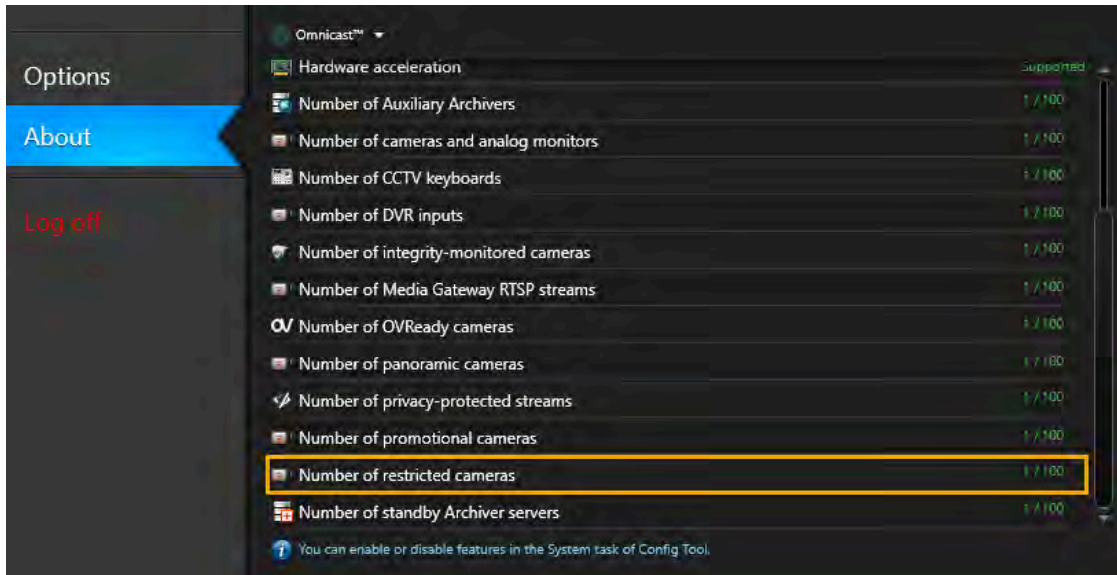 Omnicast™
Options
About
Log off
Hardware acceleration Supported
Number of Auxiliary Archivers 1 / 100
Number of cameras and analog monitors 1 / 100
Number of CCTV keyboards 1 / 100
Number of DVR inputs 1 / 100
Number of integrity-monitored cameras 1 / 100
Number of Media Gateway RTSP streams 1 / 100
OV Number of OVReady cameras 1 / 100
Number of panoramic cameras 1 / 100
Number of privacy-protected streams 1 / 100
Number of promotional cameras 1 / 100
Number of restricted cameras 1 / 100
Number of standby Archiver servers 1 / 100
You can enable or disable features in the System task of Config Tool.